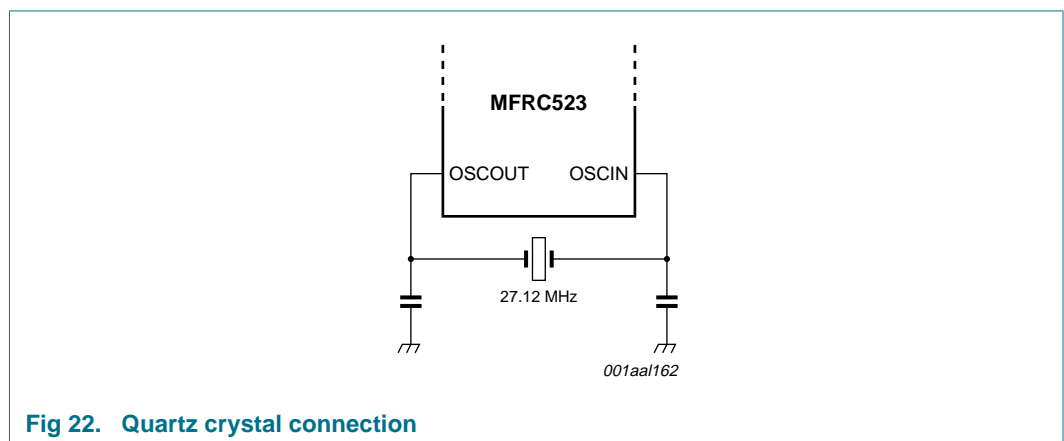 MFRC523
OSCOUT OSCIN
27.12 MHz
001aal162
Fig 22. Quartz crystal connection